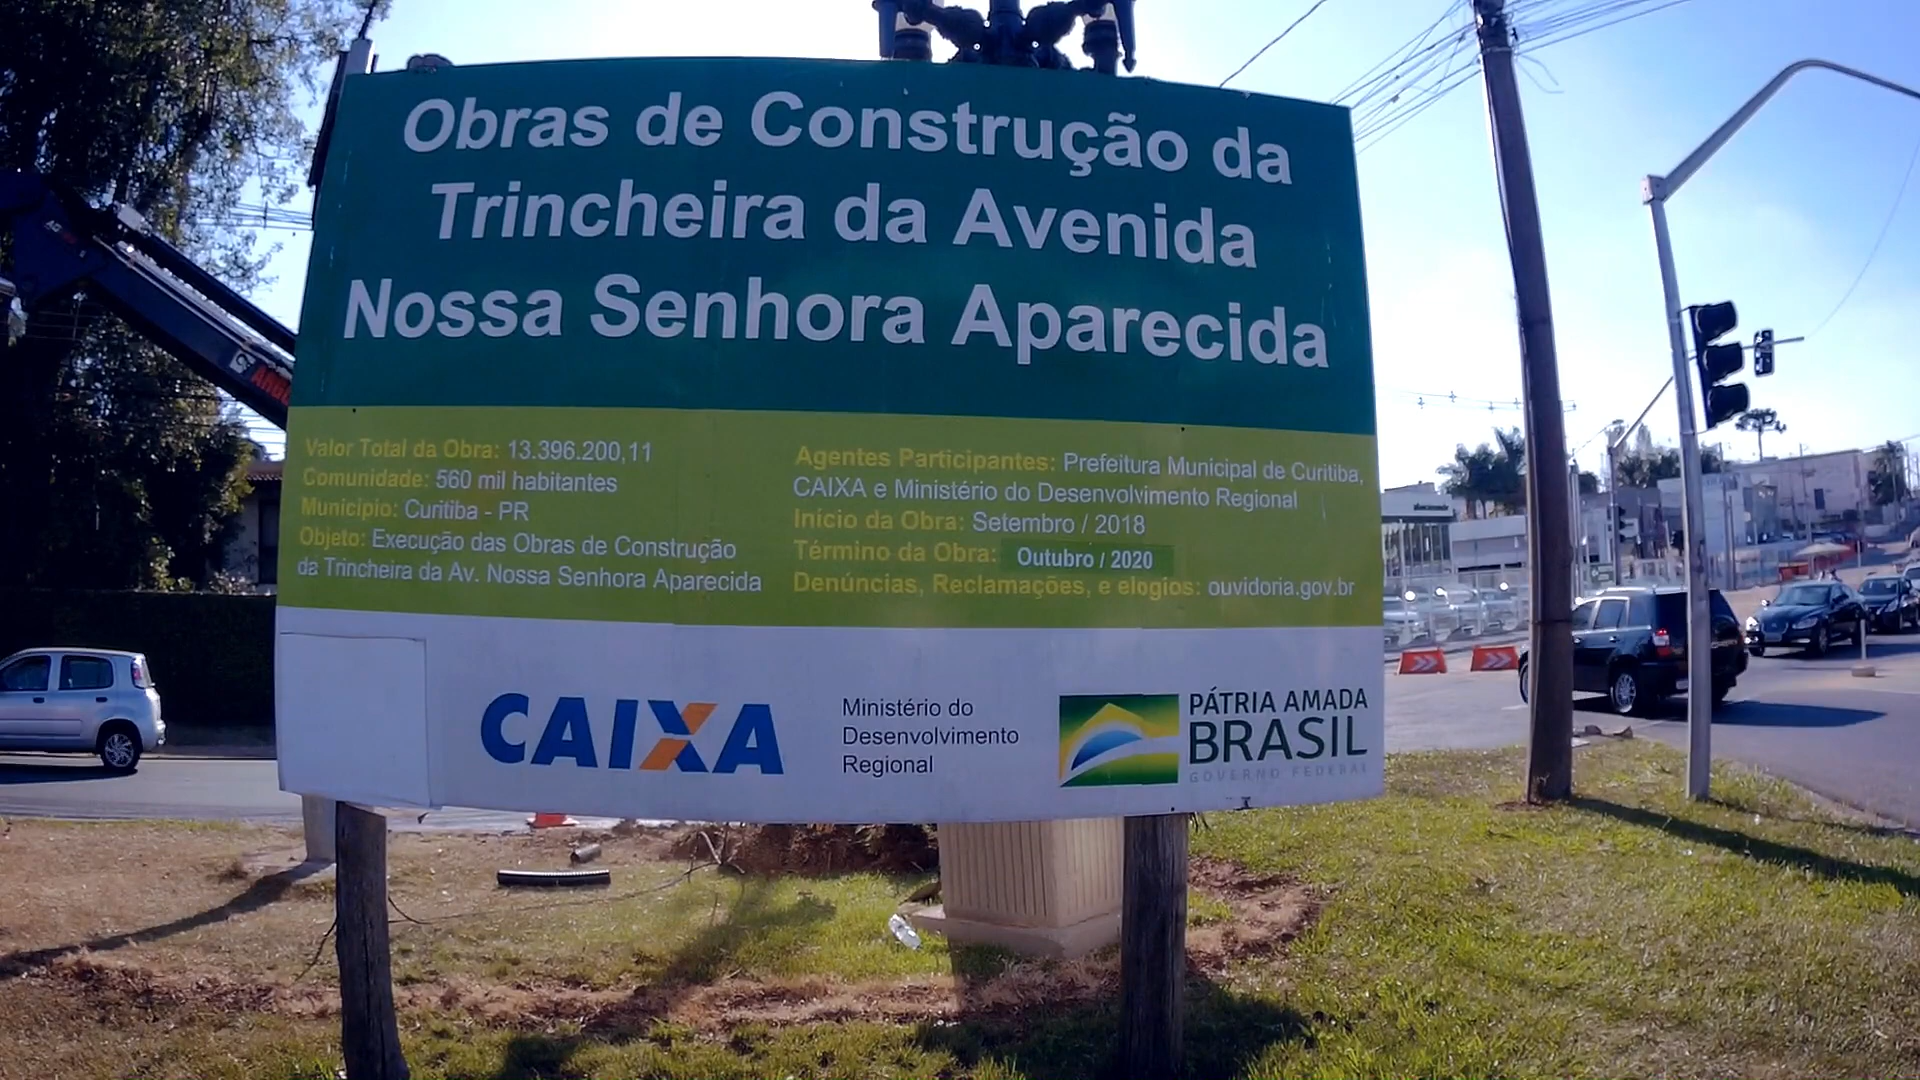 Obras de Construção da
Trincheira da Avenida
Nossa Senhora Aparecida
Valor Total da Obra: 13.396.200,11
Comunidade: 560 mil habitantes
Município: Curitiba - PR
Objeto: Execução das Obras de Construção
da Trincheira da Av. Nossa Senhora Aparecida
Agentes Participantes: Prefeitura Municipal de Curitiba,
CAIXA e Ministério do Desenvolvimento Regional
Início da Obra: Setembro / 2018
Término da Obra: Outubro / 2020
Denúncias, Reclamações, e elogios: ouvidoria.gov.br
CAIXA
Ministério do
Desenvolvimento
Regional
PÁTRIA AMADA
BRASIL
GOVERNO FEDERAL